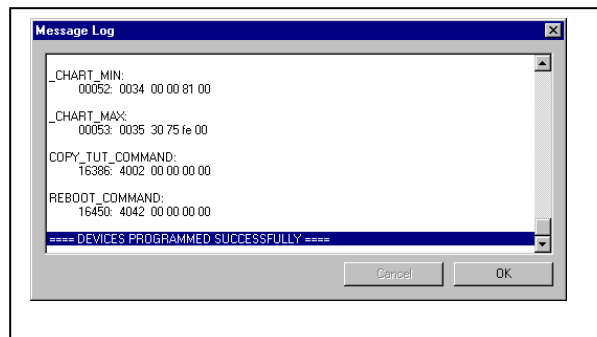 Message Log
_CHART_MIN:
00052: 0034 00 00 81 00
_CHART_MAX:
00053: 0035 30 75 fe 00
COPY_TUT_COMMAND:
16386: 4002 00 00 00 00
REBOOT_COMMAND:
16450: 4042 00 00 00 00
==== DEVICES PROGRAMMED SUCCESSFULLY ====
Cancel OK